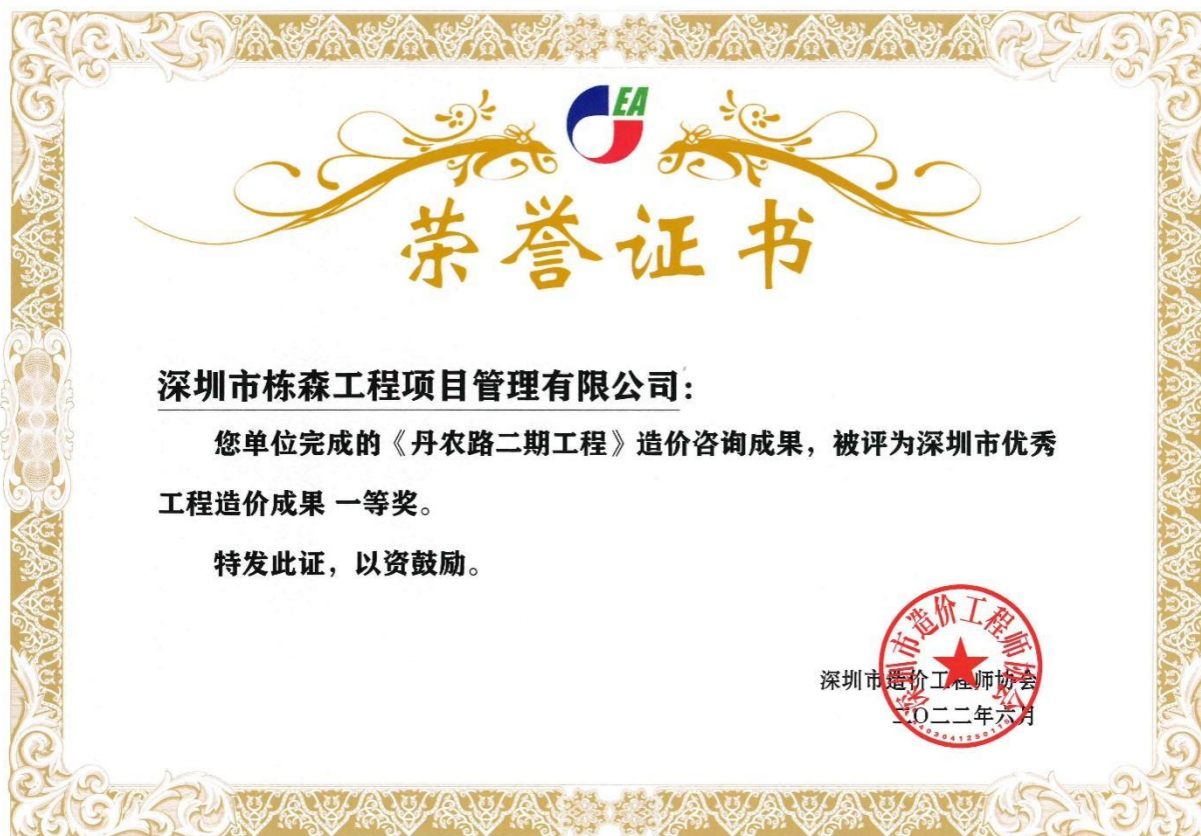 EA
荣誉证书
深圳市栋森工程项目管理有限公司：
您单位完成的《丹农路二期工程》造价咨询成果，被评为深圳市优秀
工程造价成果 一等奖。
特发此证，以资鼓励。
深圳市造价工程师协会
深圳市造价工程师协会
二〇二二年六月